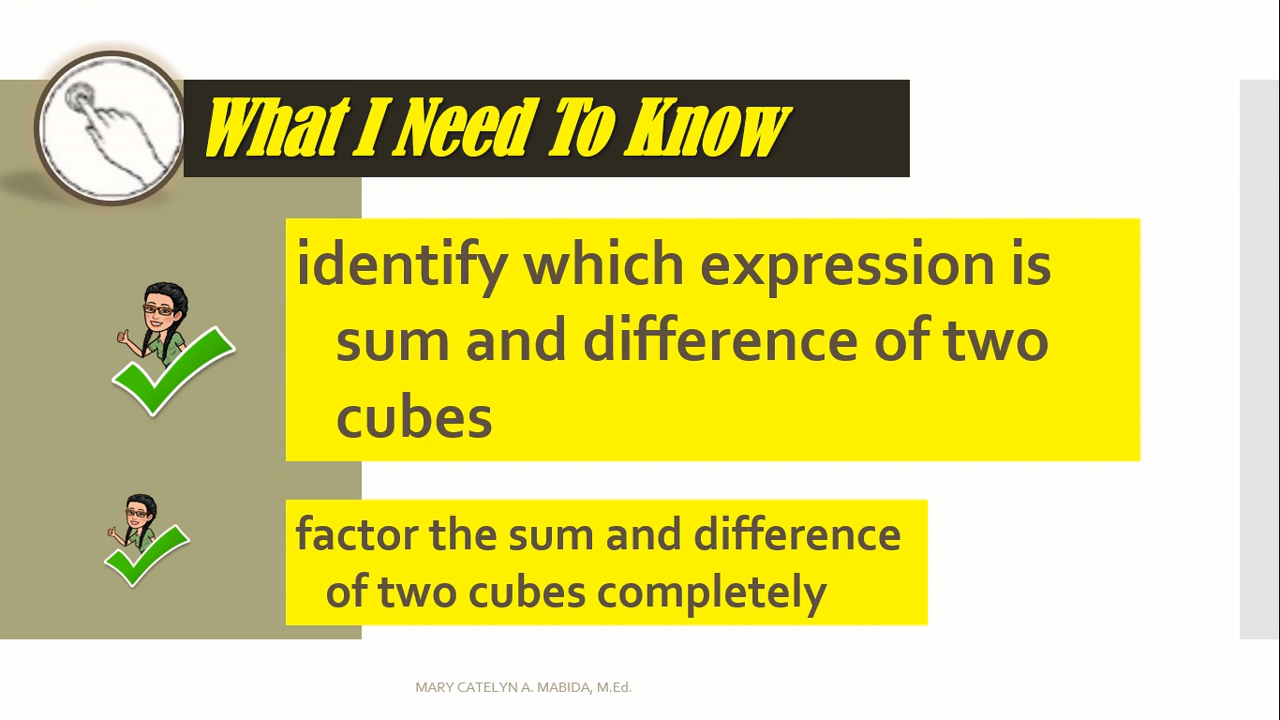 What I Need To Know
identify which expression is
sum and difference of two
cubes
factor the sum and difference
of two cubes completely
MARY CATELYN A. MABIDA, M.Ed.